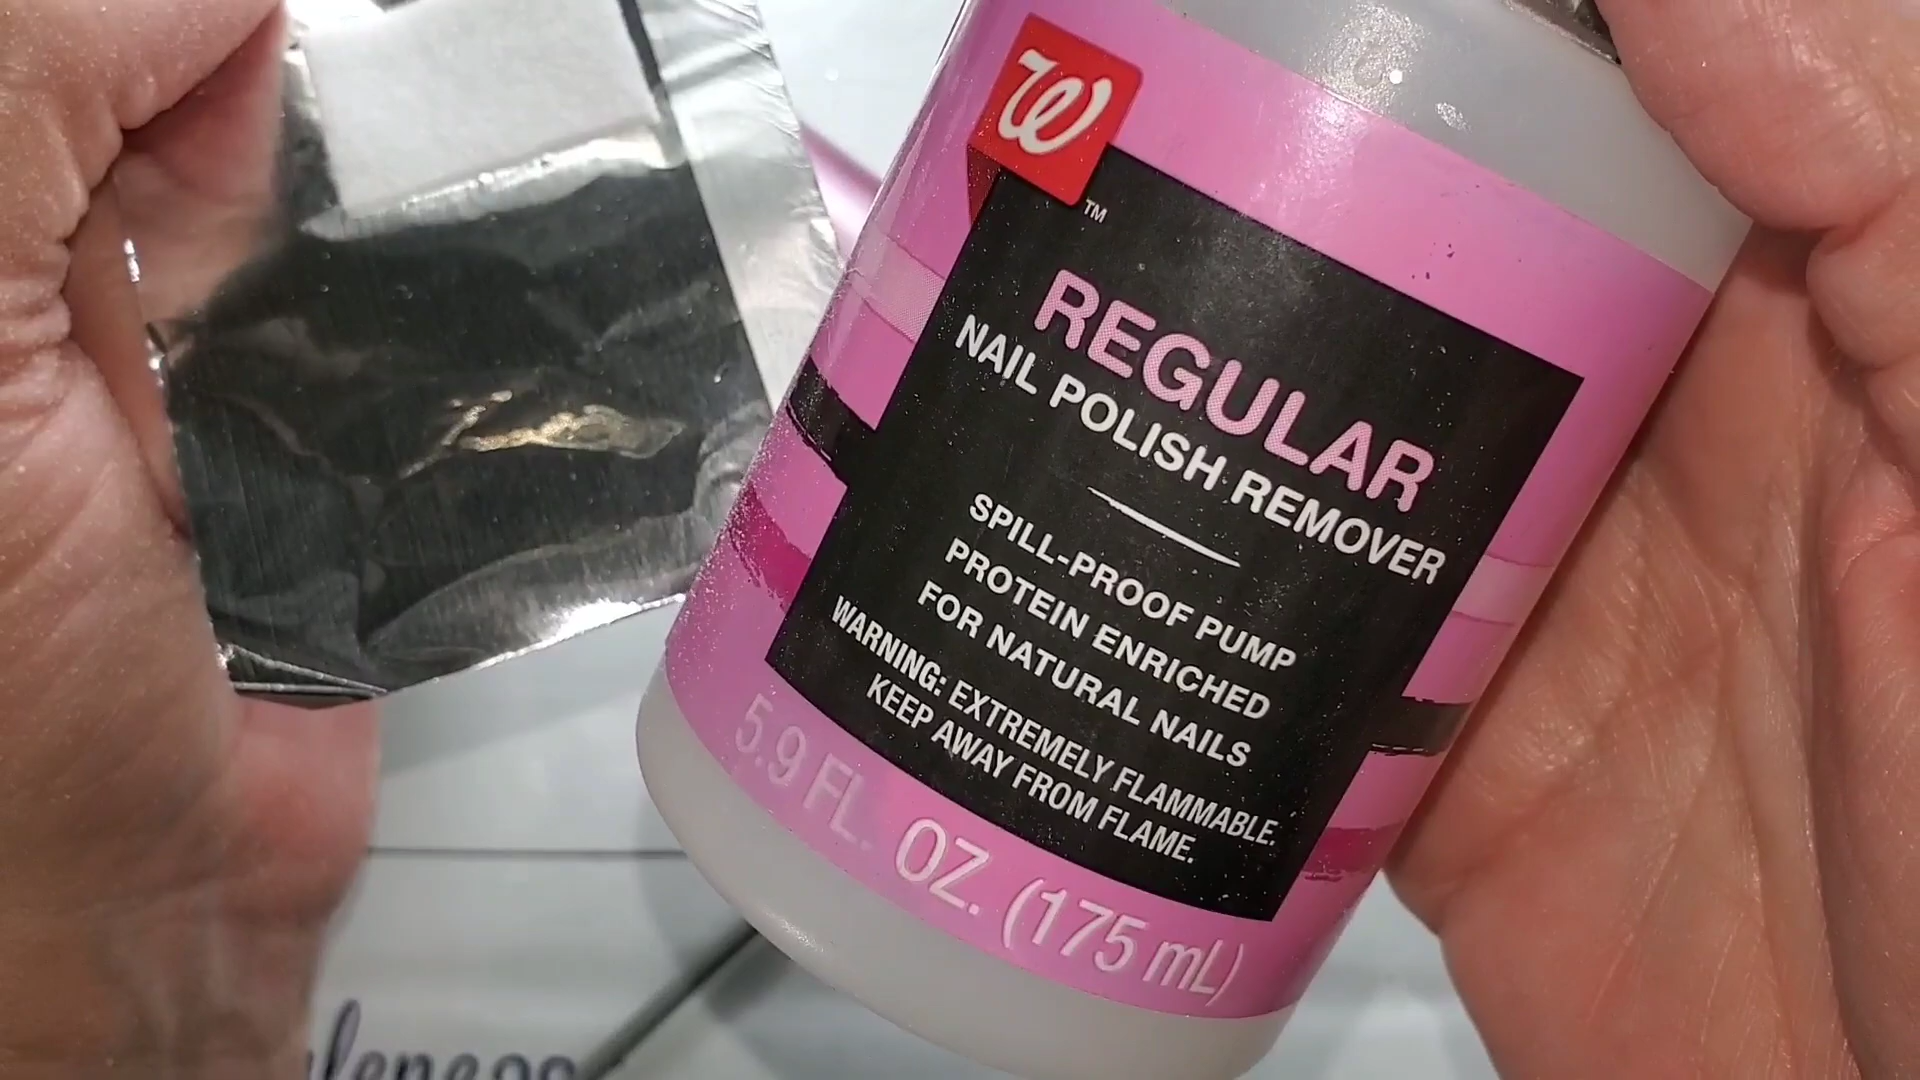 W
TM
REGULAR
NAIL POLISH REMOVER
SPILL-PROOF PUMP
PROTEIN ENRICHED
FOR NATURAL NAILS
WARNING: EXTREMELY FLAMMABLE.
KEEP AWAY FROM FLAME.
5.9 FL. OZ. (175 mL)